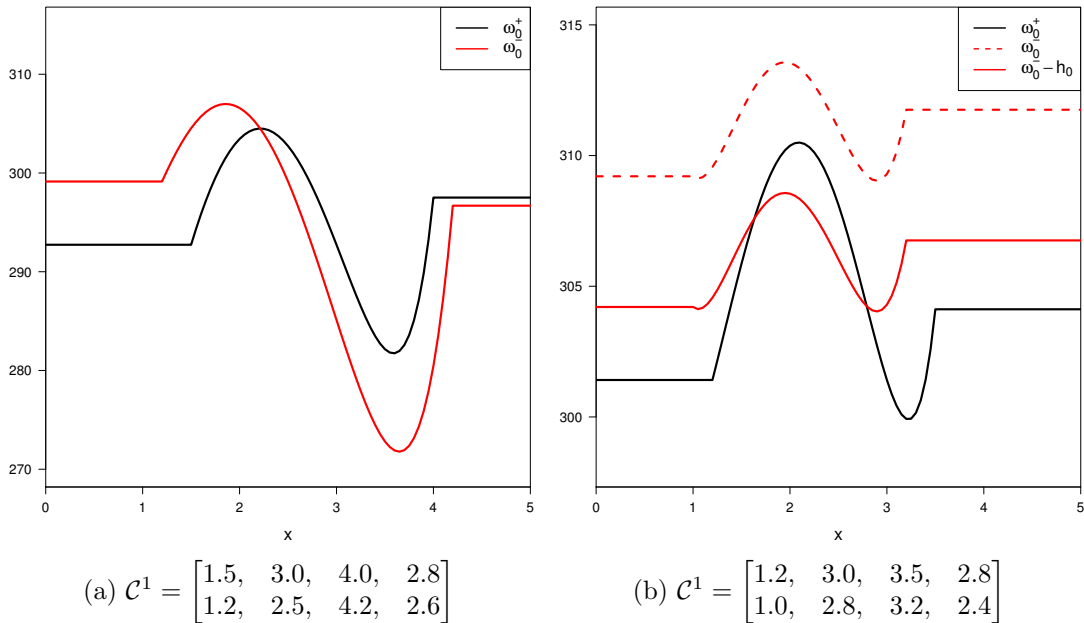 ω₀⁺
ω₀⁻
310
300
290
280
270
0 1 2 3 4 5
x
(a) 𝒞¹ = [1.5, 3.0, 4.0, 2.8
1.2, 2.5, 4.2, 2.6]
ω₀⁺
ω₀⁻
ω₀⁻ − h₀
315
310
305
300
0 1 2 3 4 5
x
(b) 𝒞¹ = [1.2, 3.0, 3.5, 2.8
1.0, 2.8, 3.2, 2.4]